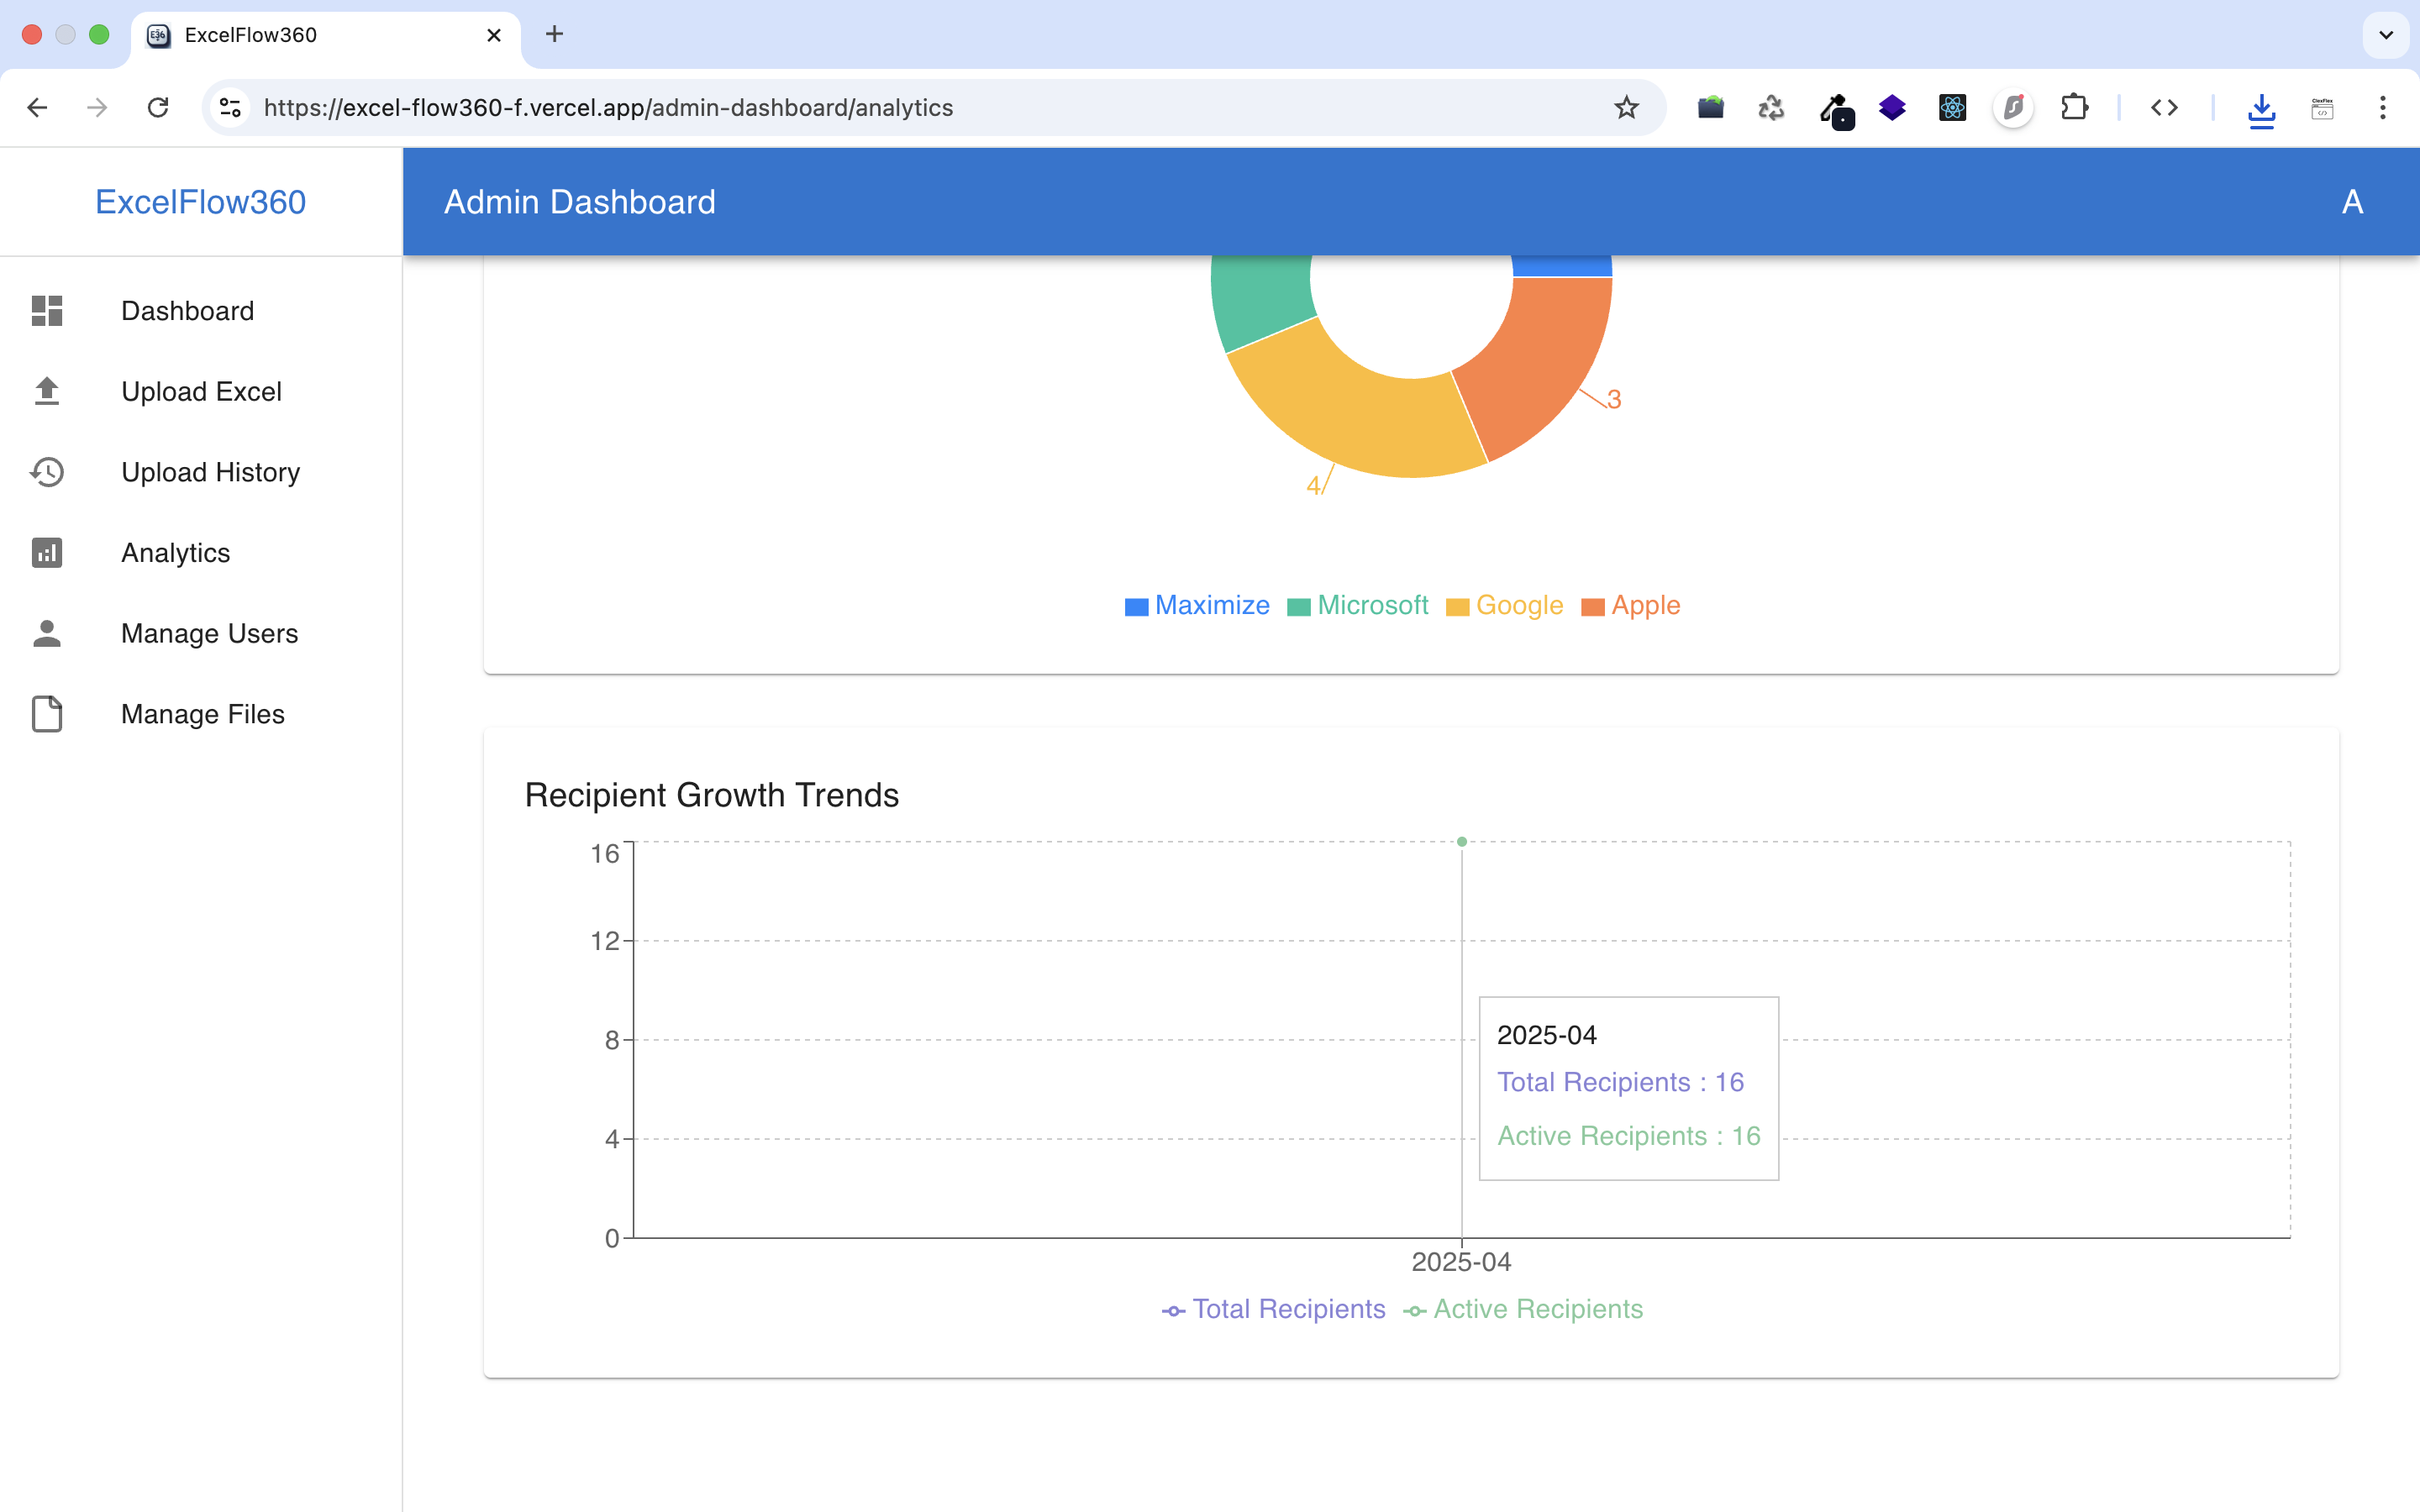 ExcelFlow360
https://excel-flow360-f.vercel.app/admin-dashboard/analytics
ExcelFlow360
Admin Dashboard
A
Dashboard
Upload Excel
Upload History
Analytics
Manage Users
Manage Files
3
4
Maximize
Microsoft
Google
Apple
Recipient Growth Trends
16
12
8
4
0
2025-04
Total Recipients : 16
Active Recipients : 16
2025-04
Total Recipients
Active Recipients